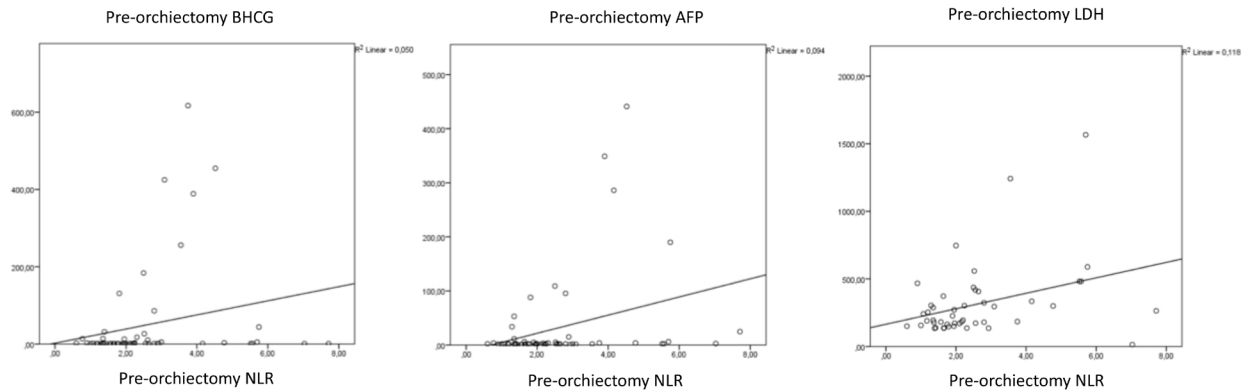 Pre-orchiectomy BHCG
R² Linear = 0,050
600,00
400,00
200,00
,00
,00 2,00 4,00 6,00 8,00
Pre-orchiectomy NLR
Pre-orchiectomy AFP
R² Linear = 0,094
500,00
400,00
300,00
200,00
100,00
,00
,00 2,00 4,00 6,00 8,00
Pre-orchiectomy NLR
Pre-orchiectomy LDH
R² Linear = 0,118
2000,00
1500,00
1000,00
500,00
,00
,00 2,00 4,00 6,00 8,00
Pre-orchiectomy NLR